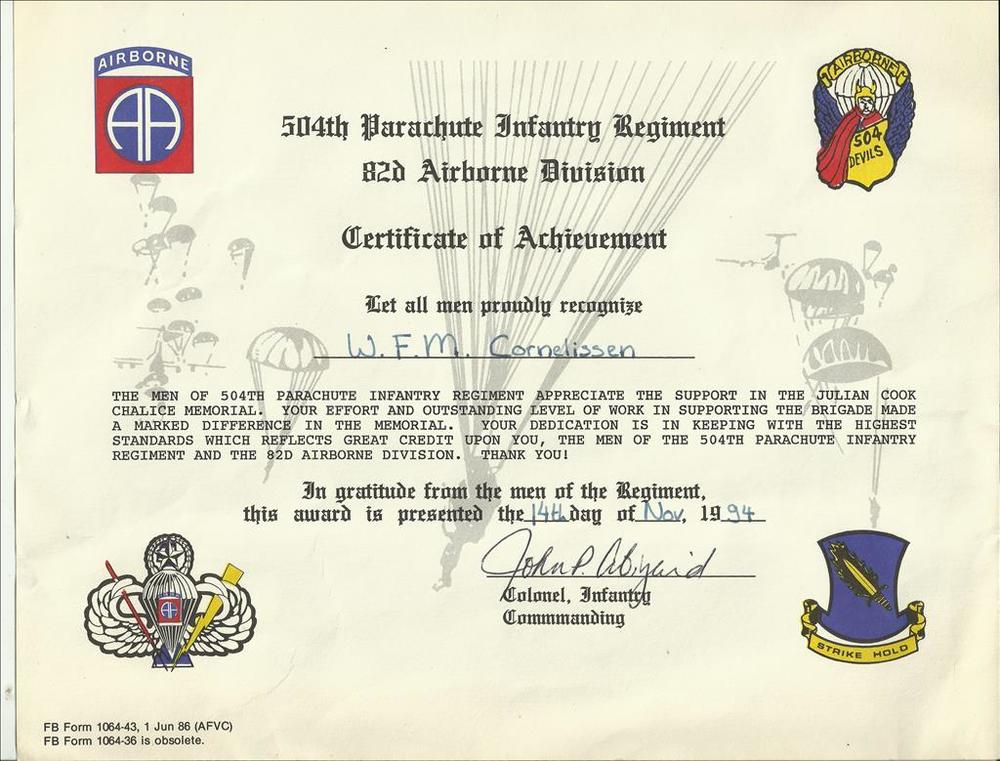 AIRBORNE
AA
AIRBORNE
504
DEVILS
504th Parachute Infantry Regiment
82d Airborne Division
Certificate of Achievement
Let all men proudly recognize
W. F. M. Cornelissen
THE MEN OF 504TH PARACHUTE INFANTRY REGIMENT APPRECIATE THE SUPPORT IN THE JULIAN COOK
CHALICE MEMORIAL. YOUR EFFORT AND OUTSTANDING LEVEL OF WORK IN SUPPORTING THE BRIGADE MADE
A MARKED DIFFERENCE IN THE MEMORIAL. YOUR DEDICATION IS IN KEEPING WITH THE HIGHEST
STANDARDS WHICH REFLECTS GREAT CREDIT UPON YOU, THE MEN OF THE 504TH PARACHUTE INFANTRY
REGIMENT AND THE 82D AIRBORNE DIVISION. THANK YOU!
In gratitude from the men of the Regiment,
this award is presented the 14th day of Nov, 1994
John P. Abizaid
Colonel, Infantry
Commmanding
STRIKE HOLD
FB Form 1064-43, 1 Jun 86 (AFVC)
FB Form 1064-36 is obsolete.